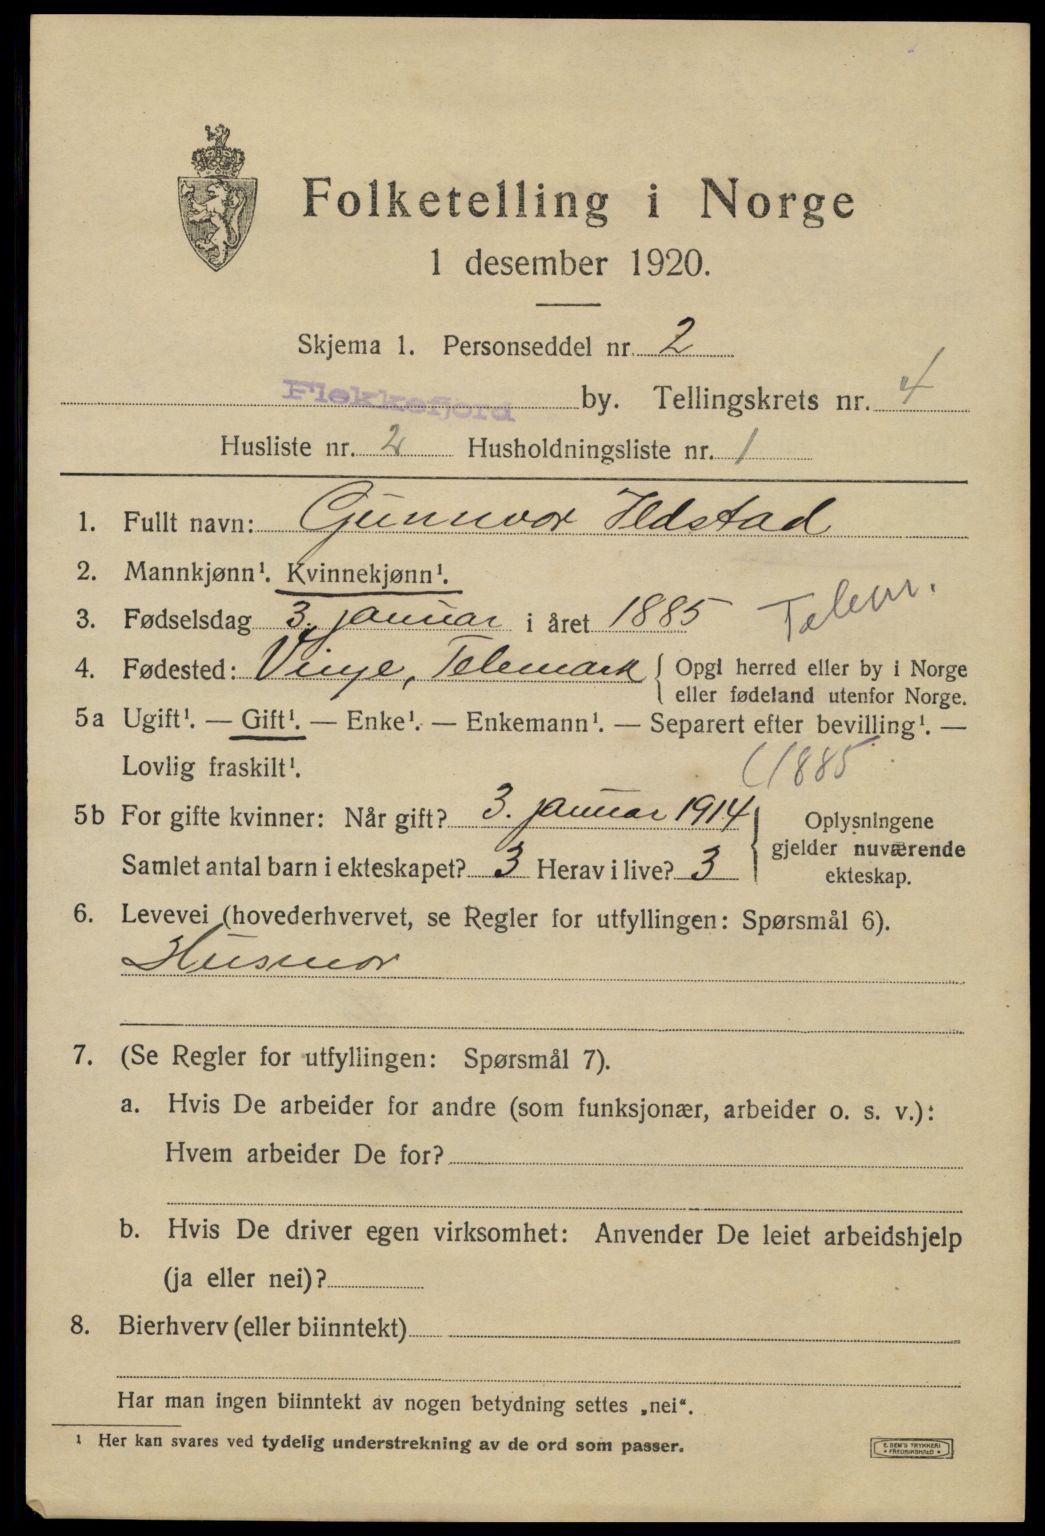 Folketelling i Norge
1 desember 1920.
Skjema 1. Personseddel nr. 2
Flekkefjord by. Tellingskrets nr. 4
Husliste nr. 2 Husholdningsliste nr. 1
1. Fullt navn: Gunnvor Ildstad
2. Mannkjønn¹. Kvinnekjønn¹.
3. Fødselsdag 3. januar i året 1885 Telem.
4. Fødested: Vinje, Telemark { Opgi herred eller by i Norge
eller fødeland utenfor Norge.
5a Ugift¹. — Gift¹. — Enke¹. — Enkemann¹. — Separert efter bevilling¹. —
Lovlig fraskilt¹. (1885
5b For gifte kvinner: Når gift? 3. januar 1914
Samlet antal barn i ekteskapet? 3 Herav i live? 3
} Oplysningene
gjelder nuværende
ekteskap.
6. Levevei (hovederhvervet, se Regler for utfyllingen: Spørsmål 6).
Husmor
7. (Se Regler for utfyllingen: Spørsmål 7).
a. Hvis De arbeider for andre (som funksjonær, arbeider o. s. v.):
Hvem arbeider De for?
b. Hvis De driver egen virksomhet: Anvender De leiet arbeidshjelp
(ja eller nei)?
8. Bierhverv (eller biinntekt)
Har man ingen biinntekt av nogen betydning settes „nei“.
¹ Her kan svares ved tydelig understrekning av de ord som passer.
E. SEM'S TRYKKERI
• FREDRIKSHALD •